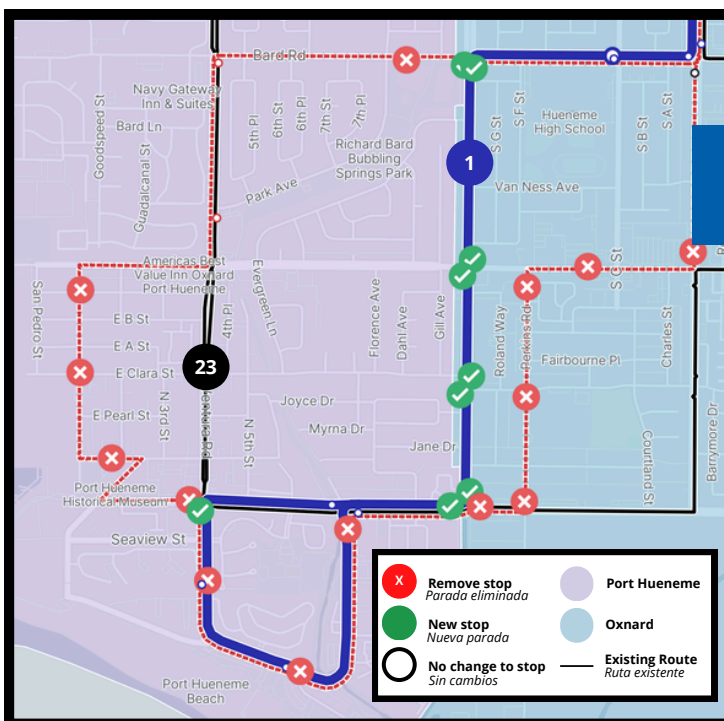 Bard Rd
Navy Gateway
Inn & Suites
Bard Ln
Goodspeed St
Guadalcanal St
5th Pl
6th St
6th Pl
7th St
7th Pl
Richard Bard
Bubbling
Springs Park
Park Ave
S G St
S F St
Hueneme
High School
S B St
S A St
1
Van Ness Ave
Americas Best
Value Inn Oxnard
Port Hueneme
San Pedro St
E B St
E A St
E Clara St
E Pearl St
N 3rd St
4th Pl
Evergreen Ln
23
Ventura Rd
N 5th St
Florence Ave
Dahl Ave
Gill Ave
Joyce Dr
Myrna Dr
Jane Dr
Roland Way
Perkins Rd
S C St
Fairbourne Pl
Charles St
Courtland St
Barrymore Dr
Port Hueneme
Historical Museum
Seaview St
Port Hueneme
Beach
X
Remove stop
Parada eliminada
New stop
Nueva parada
No change to stop
Sin cambios
Port Hueneme
Oxnard
Existing Route
Ruta existente